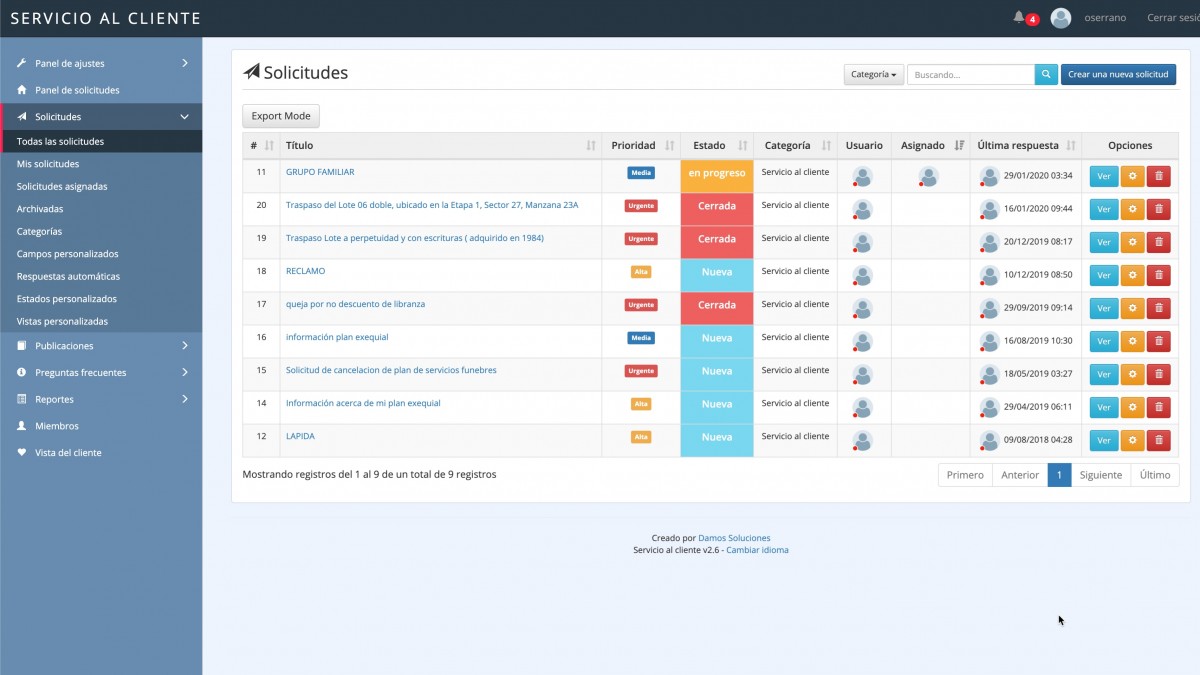 SERVICIO AL CLIENTE
4
oserrano
Cerrar sesi
Panel de ajustes
Panel de solicitudes
Solicitudes
Todas las solicitudes
Mis solicitudes
Solicitudes asignadas
Archivadas
Categorías
Campos personalizados
Respuestas automáticas
Estados personalizados
Vistas personalizadas
Publicaciones
Preguntas frecuentes
Reportes
Miembros
Vista del cliente
Solicitudes
Categoría
Buscando...
Crear una nueva solicitud
Export Mode
# Título Prioridad Estado Categoría Usuario Asignado Última respuesta Opciones
11 GRUPO FAMILIAR Media en progreso Servicio al cliente 29/01/2020 03:34 Ver
20 Traspaso del Lote 06 doble, ubicado en la Etapa 1, Sector 27, Manzana 23A Urgente Cerrada Servicio al cliente 16/01/2020 09:44 Ver
19 Traspaso Lote a perpetuidad y con escrituras ( adquirido en 1984) Urgente Cerrada Servicio al cliente 20/12/2019 08:17 Ver
18 RECLAMO Alta Nueva Servicio al cliente 10/12/2019 08:50 Ver
17 queja por no descuento de libranza Urgente Cerrada Servicio al cliente 29/09/2019 09:14 Ver
16 información plan exequial Media Nueva Servicio al cliente 16/08/2019 10:30 Ver
15 Solicitud de cancelacion de plan de servicios funebres Urgente Nueva Servicio al cliente 18/05/2019 03:27 Ver
14 Información acerca de mi plan exequial Alta Nueva Servicio al cliente 29/04/2019 06:11 Ver
12 LAPIDA Alta Nueva Servicio al cliente 09/08/2018 04:28 Ver
Mostrando registros del 1 al 9 de un total de 9 registros
Primero Anterior 1 Siguiente Último
Creado por Damos Soluciones
Servicio al cliente v2.6 - Cambiar idioma